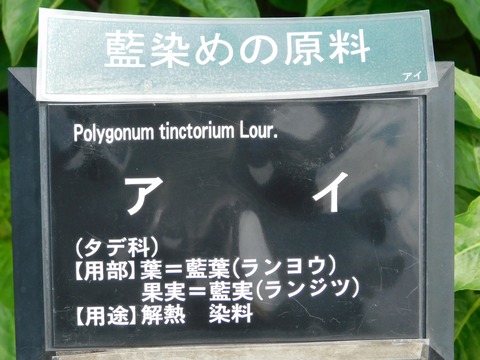 藍染めの原料
アイ
Polygonum tinctorium Lour.
アイ
(タデ科)
【用部】葉＝藍葉(ランヨウ)
果実＝藍実(ランジツ)
【用途】解熱　染料